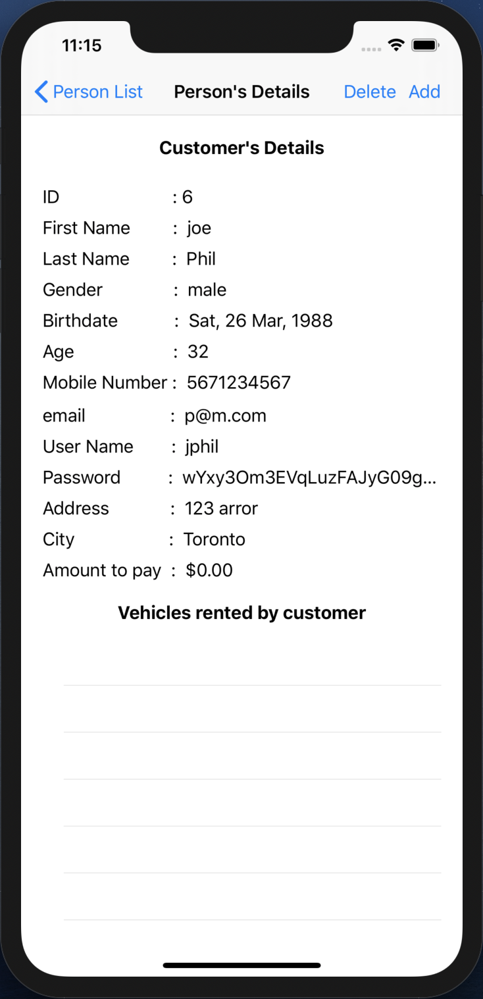 11:15
Person List Person's Details Delete Add
Customer's Details
ID : 6
First Name : joe
Last Name : Phil
Gender : male
Birthdate : Sat, 26 Mar, 1988
Age : 32
Mobile Number : 5671234567
email : p@m.com
User Name : jphil
Password : wYxy3Om3EVqLuzFAJyG09g...
Address : 123 arror
City : Toronto
Amount to pay : $0.00
Vehicles rented by customer